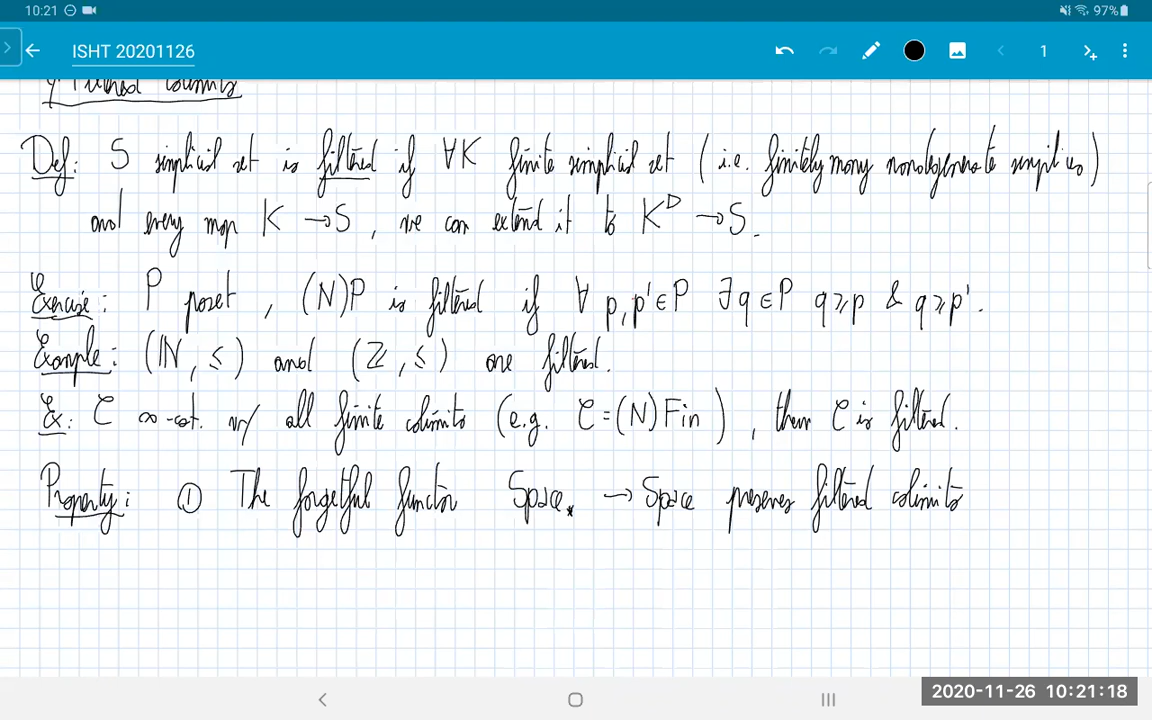 10:21
97%
ISHT 20201126
1
Filtered colimits
Def: S simplicial set is filtered if ∀K finite simplicial set (i.e. finitely many nondegenerate simplices)
and every map K → S, we can extend it to K^▷ → S.
Exercise: P poset, (N)P is filtered if ∀ p,p'∈P ∃q∈P q≥p & q≥p'.
Example: (ℕ, ≤) and (ℤ, ≤) are filtered.
Ex: C ∞-cat. w/ all finite colimits (e.g. C=(N)Fin), then C is filtered.
Property: ① The forgetful functor Space_* → Space preserves filtered colimits
2020-11-26 10:21:18